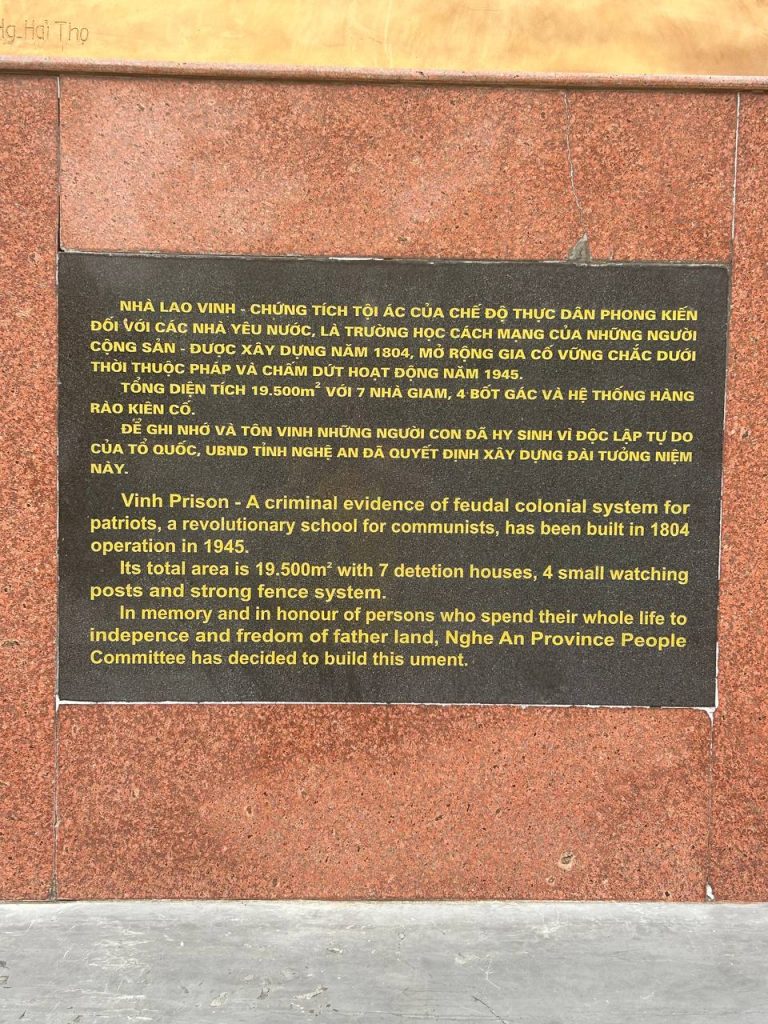 Hg.Hải Thọ
NHÀ LAO VINH - CHỨNG TÍCH TỘI ÁC CỦA CHẾ ĐỘ THỰC DÂN PHONG KIẾN
ĐỐI VỚI CÁC NHÀ YÊU NƯỚC, LÀ TRƯỜNG HỌC CÁCH MẠNG CỦA NHỮNG NGƯỜI
CỘNG SẢN - ĐƯỢC XÂY DỰNG NĂM 1804, MỞ RỘNG GIA CỐ VỮNG CHẮC DƯỚI
THỜI THUỘC PHÁP VÀ CHẤM DỨT HOẠT ĐỘNG NĂM 1945.
TỔNG DIỆN TÍCH 19.500m² VỚI 7 NHÀ GIAM, 4 BỐT GÁC VÀ HỆ THỐNG HÀNG
RÀO KIÊN CỐ.
ĐỂ GHI NHỚ VÀ TÔN VINH NHỮNG NGƯỜI CON ĐÃ HY SINH VÌ ĐỘC LẬP TỰ DO
CỦA TỔ QUỐC, UBND TỈNH NGHỆ AN ĐÃ QUYẾT ĐỊNH XÂY DỰNG ĐÀI TƯỞNG NIỆM
NÀY.
Vinh Prison - A criminal evidence of feudal colonial system for
patriots, a revolutionary school for communists, has been built in 1804
operation in 1945.
Its total area is 19.500m² with 7 detetion houses, 4 small watching
posts and strong fence system.
In memory and in honour of persons who spend their whole life to
indepence and fredom of father land, Nghe An Province People
Committee has decided to build this ument.